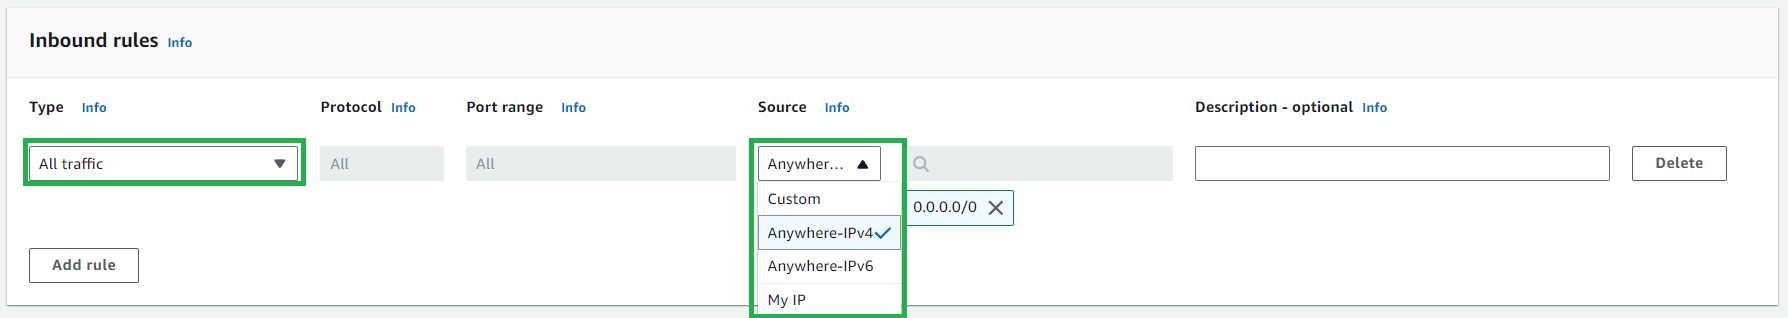 Inbound rules Info
Type Info Protocol Info Port range Info Source Info Description - optional Info
All traffic All All Anywher... Delete
Custom
0.0.0.0/0
Anywhere-IPv4
Add rule Anywhere-IPv6
My IP